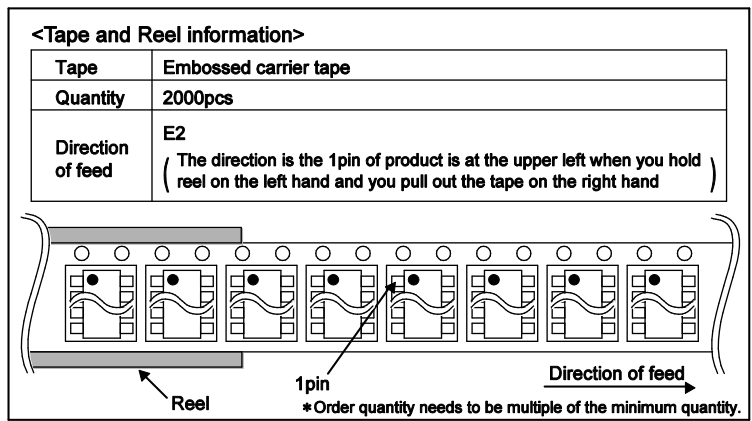 <Tape and Reel information>
Tape Embossed carrier tape
Quantity 2000pcs
Direction of feed E2
( The direction is the 1pin of product is at the upper left when you hold
reel on the left hand and you pull out the tape on the right hand )
1pin
Direction of feed
Reel
*Order quantity needs to be multiple of the minimum quantity.